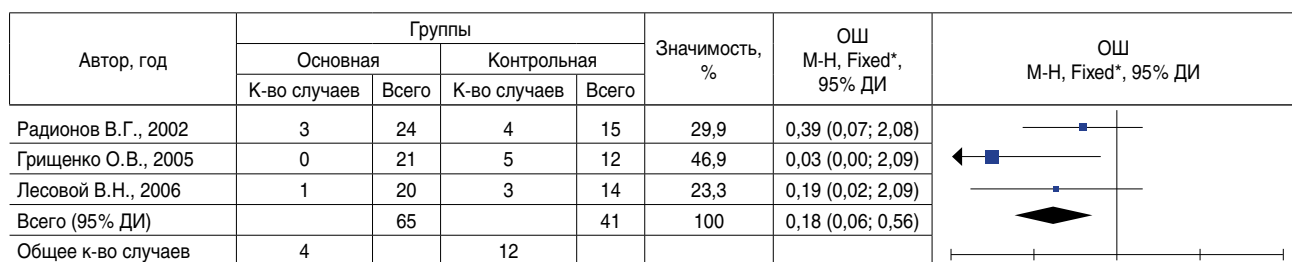 Автор, год
Группы
Значимость, %
ОШ
M-H, Fixed*,
95% ДИ
ОШ
M-H, Fixed*, 95% ДИ
Основная
Контрольная
К-во случаев Всего К-во случаев Всего
Радионов В.Г., 2002 3 24 4 15 29,9 0,39 (0,07; 2,08)
Грищенко О.В., 2005 0 21 5 12 46,9 0,03 (0,00; 2,09)
Лесовой В.Н., 2006 1 20 3 14 23,3 0,19 (0,02; 2,09)
Всего (95% ДИ) 65 41 100 0,18 (0,06; 0,56)
Общее к-во случаев 4 12